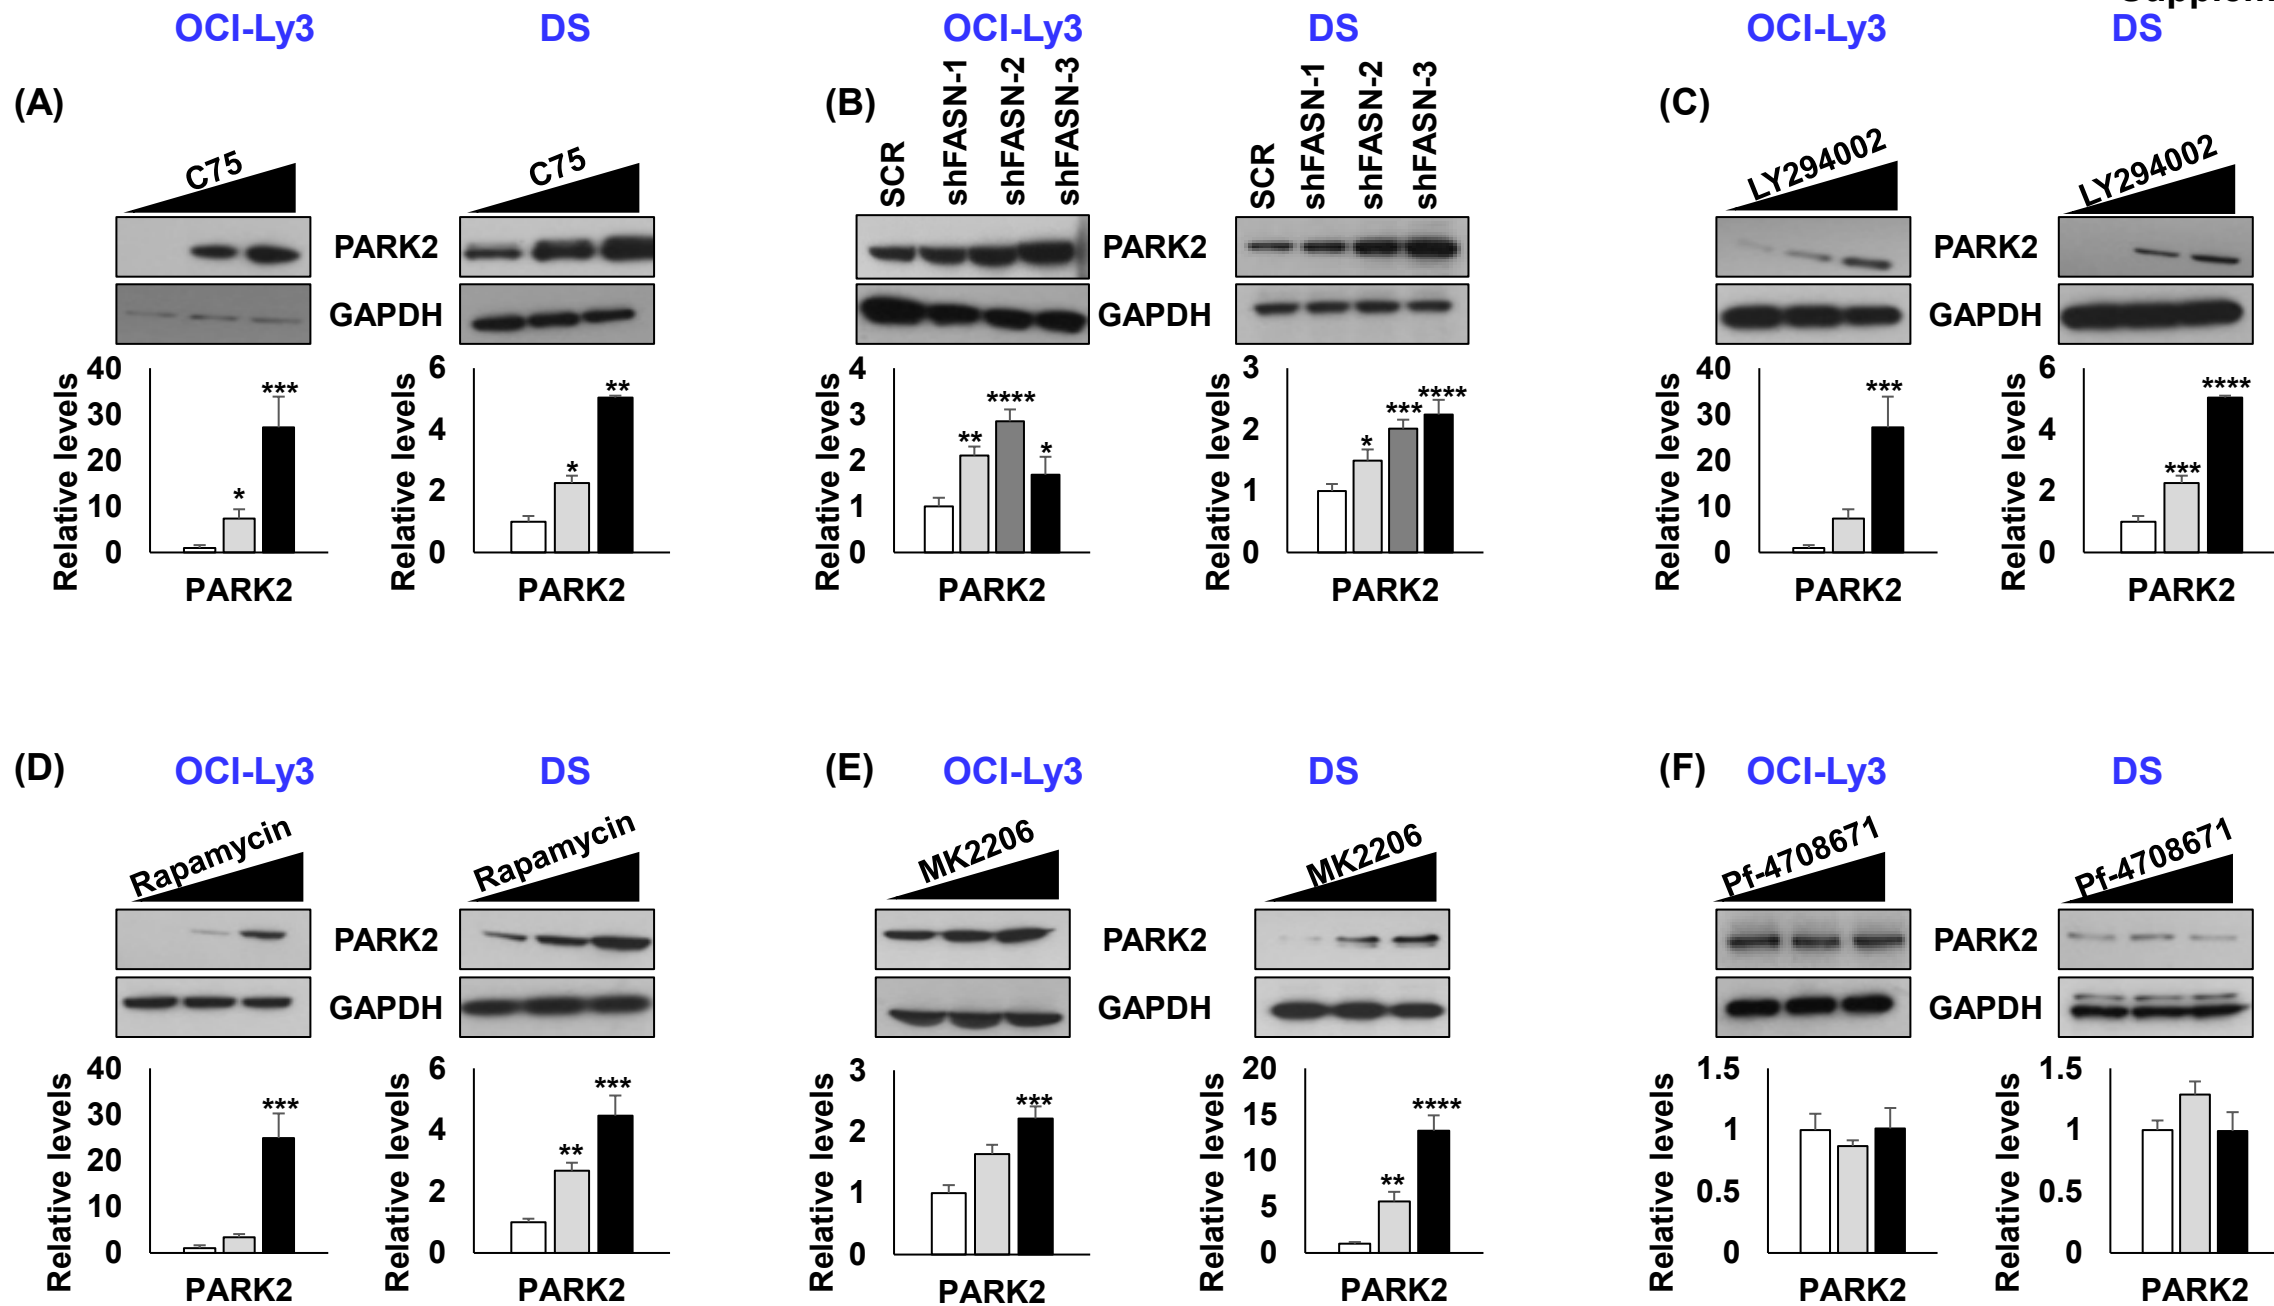 OCI-Ly3 DS OCI-Ly3 DS OCI-Ly3 DS
(A)
C75
C75
PARK2
GAPDH
40
30
20
10
0
Relative levels
*
***
PARK2
6
4
2
0
Relative levels
*
**
PARK2
(B)
SCR
shFASN-1
shFASN-2
shFASN-3
SCR
shFASN-1
shFASN-2
shFASN-3
PARK2
GAPDH
4
3
2
1
0
Relative levels
**
****
*
PARK2
3
2
1
0
Relative levels
*
***
****
PARK2
(C)
LY294002
LY294002
PARK2
GAPDH
40
30
20
10
0
Relative levels
***
PARK2
6
4
2
0
Relative levels
***
****
PARK2
(D) OCI-Ly3 DS
Rapamycin
Rapamycin
PARK2
GAPDH
40
30
20
10
0
Relative levels
***
PARK2
6
4
2
0
Relative levels
**
***
PARK2
(E) OCI-Ly3 DS
MK2206
MK2206
PARK2
GAPDH
3
2
1
0
Relative levels
***
PARK2
20
15
10
5
0
Relative levels
**
****
PARK2
(F) OCI-Ly3 DS
Pf-4708671
Pf-4708671
PARK2
GAPDH
1.5
1
0.5
0
Relative levels
PARK2
1.5
1
0.5
0
Relative levels
PARK2